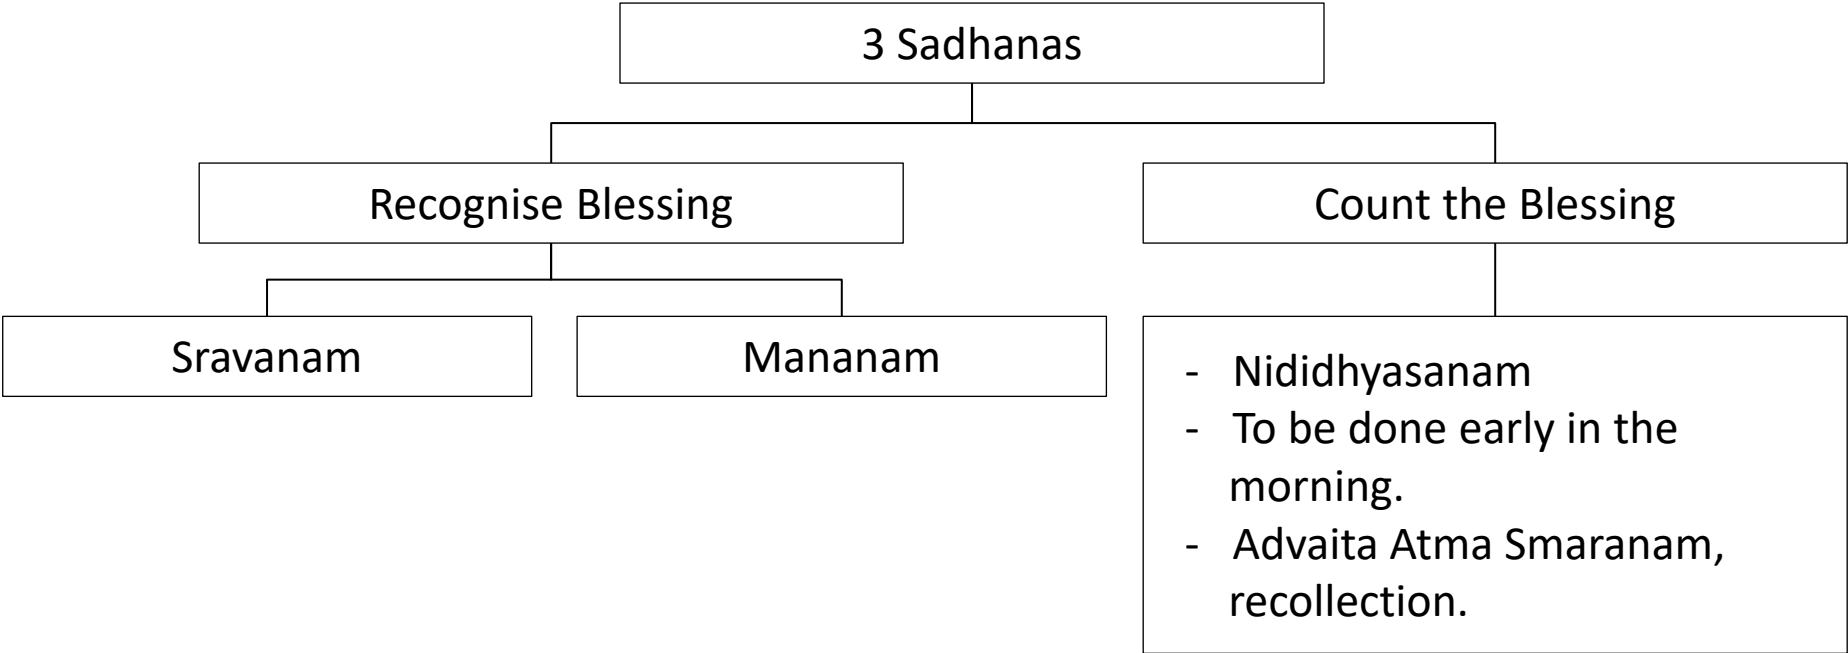 3 Sadhanas
Recognise Blessing
Count the Blessing
Sravanam
Mananam
- Nididhyasanam
- To be done early in the
morning.
- Advaita Atma Smaranam,
recollection.